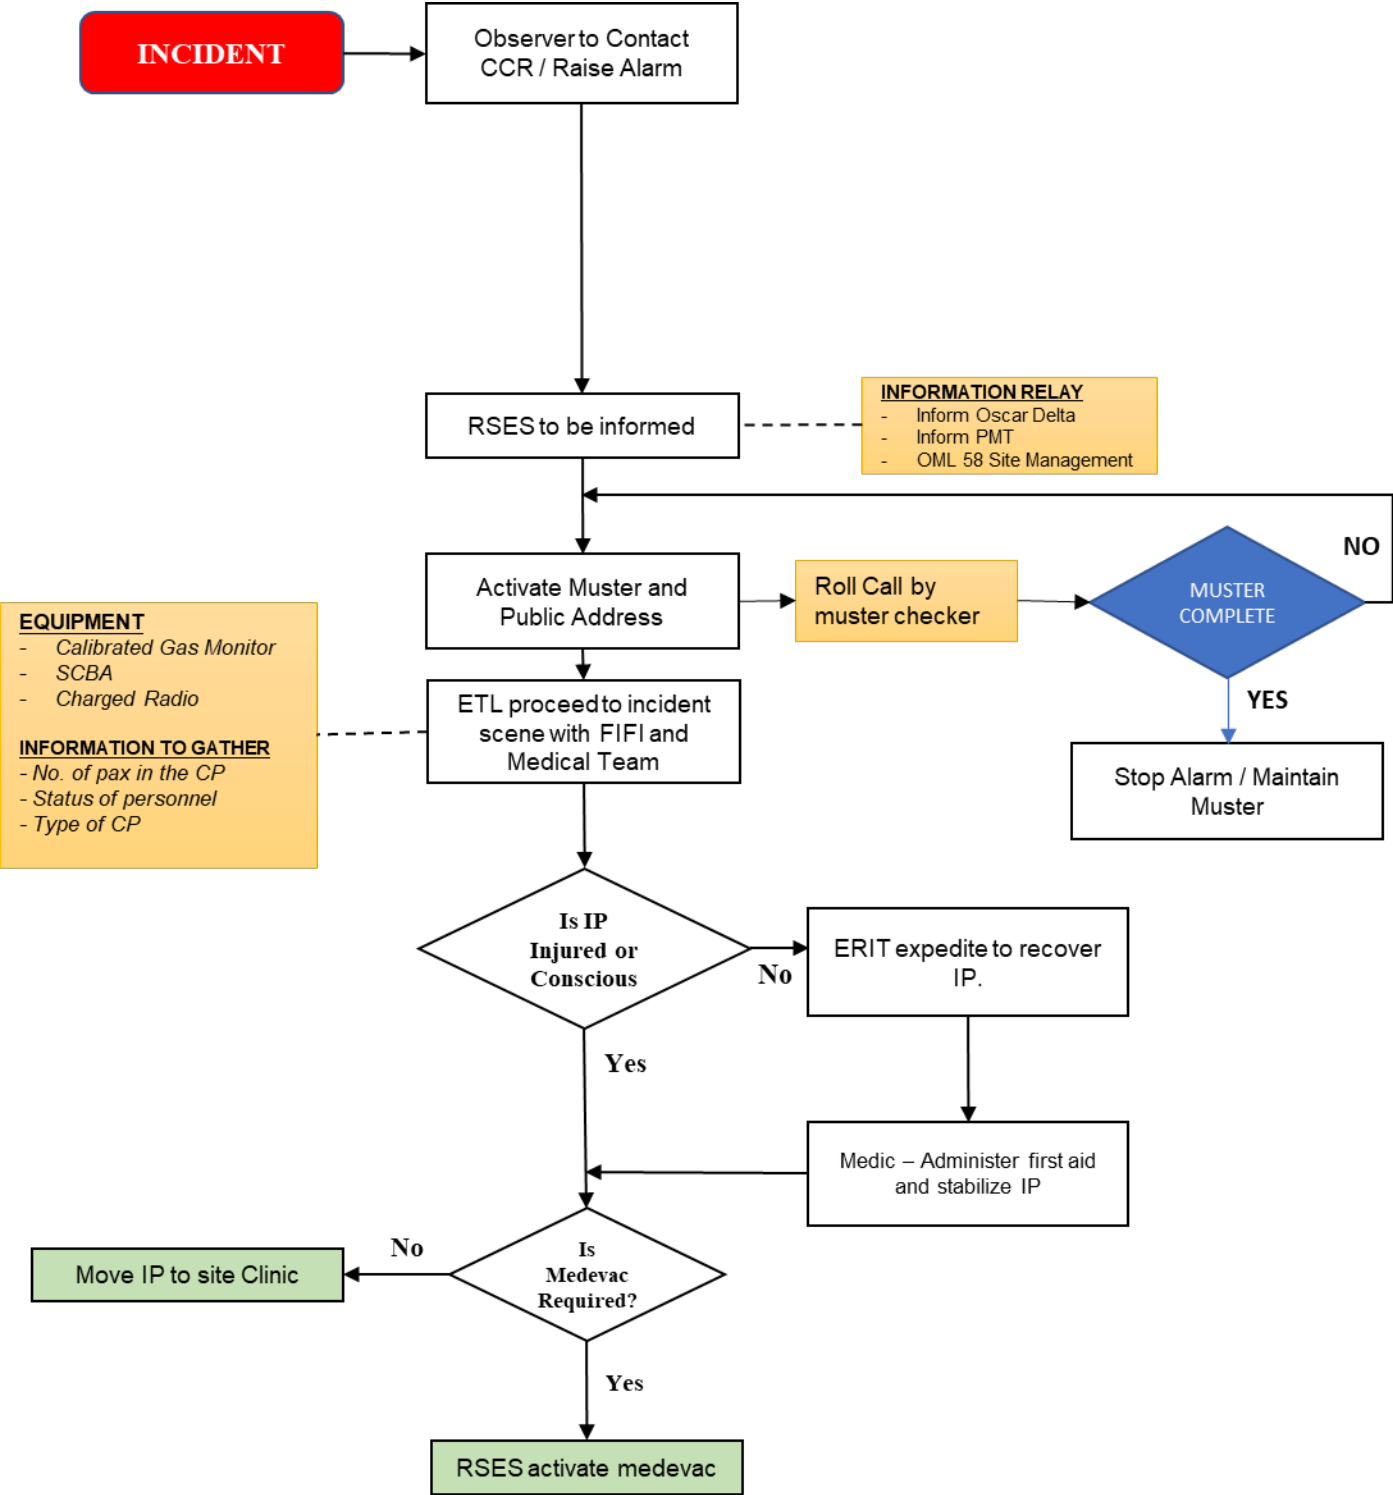 INCIDENT
Observer to Contact
CCR / Raise Alarm
RSES to be informed
INFORMATION RELAY
- Inform Oscar Delta
- Inform PMT
- OML 58 Site Management
Activate Muster and
Public Address
Roll Call by
muster checker
MUSTER
COMPLETE
NO
YES
Stop Alarm / Maintain
Muster
EQUIPMENT
- Calibrated Gas Monitor
- SCBA
- Charged Radio
INFORMATION TO GATHER
- No. of pax in the CP
- Status of personnel
- Type of CP
ETL proceed to incident
scene with FIFI and
Medical Team
Is IP
Injured or
Conscious
No
ERIT expedite to recover
IP.
Yes
Medic – Administer first aid
and stabilize IP
Is
Medevac
Required?
No
Move IP to site Clinic
Yes
RSES activate medevac